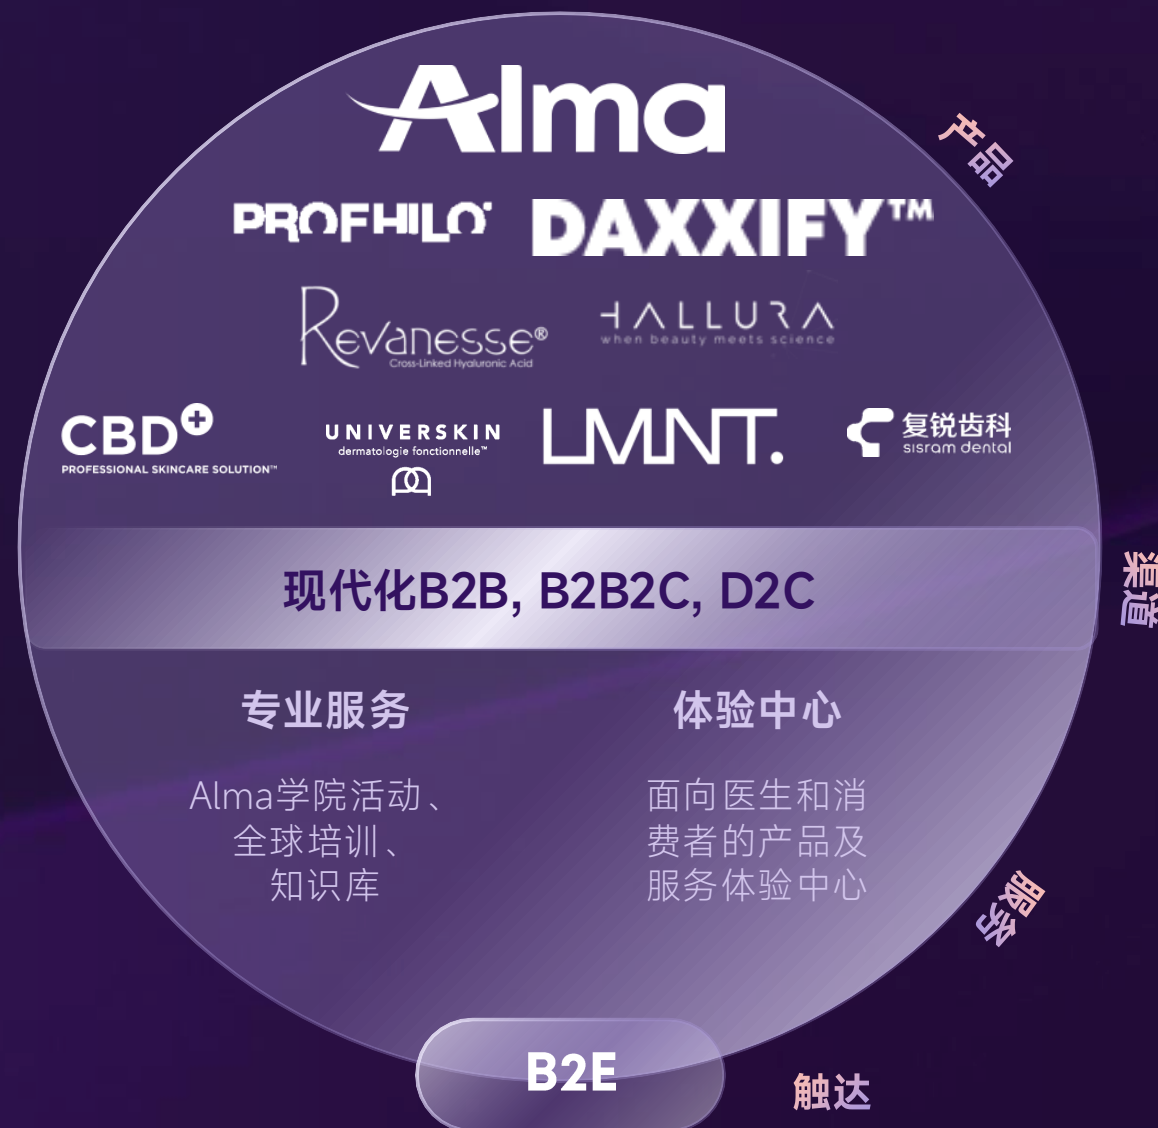 Alma
产品
PROFHILO®
DAXXIFY™
Revanesse®
Cross-Linked Hyaluronic Acid
HALLURA
when beauty meets science
CBD+
PROFESSIONAL SKINCARE SOLUTION™
UNIVERSKIN
dermatologie fonctionnelle™
LMNT.
复锐齿科
sisram dental
现代化B2B, B2B2C, D2C
渠道
专业服务
Alma学院活动、
全球培训、
知识库
体验中心
面向医生和消
费者的产品及
服务体验中心
服务
B2E
触达